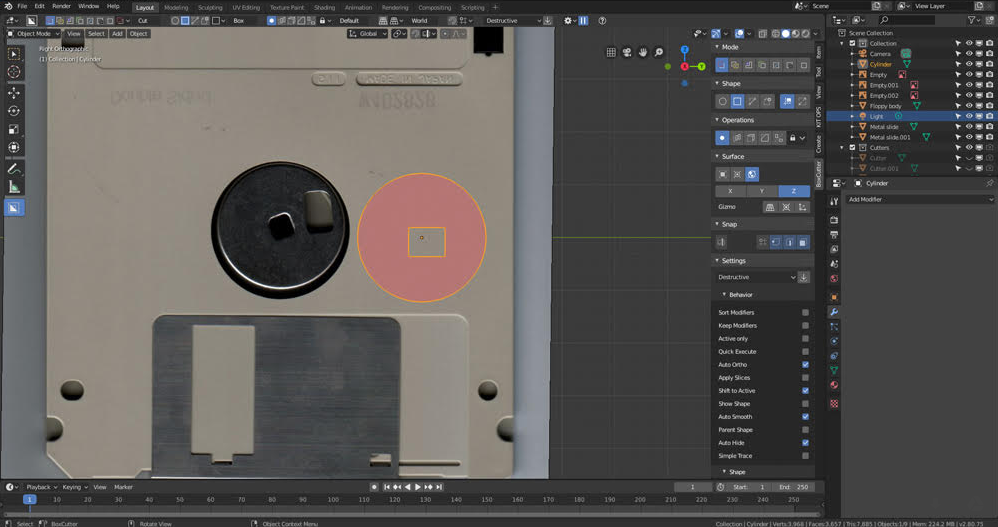 File Edit Render Window Help Layout Modeling Sculpting UV Editing Texture Paint Shading Animation Rendering Compositing Scripting + Scene View Layer
Cut Box Default World Destructive
Object Mode View Select Add Object Global
Right Orthographic
(1) Collection | Cylinder
MADE IN JAPAN
X Y Z
Mode
Shape
Operations
Surface
X Y Z
Gizmo
Snap
Settings
Destructive
Behavior
Sort Modifiers
Keep Modifiers
Active only
Quick Execute
Auto Ortho
Apply Slices
Shift to Active
Show Shape
Auto Smooth
Parent Shape
Auto Hide
Simple Trace
Shape
Item
Tool
View
KIT OPS
Create
BoxCutter
Scene Collection
Collection
Camera
Cylinder
Empty
Empty.001
Empty.002
Floppy body
Light
Metal slide
Metal slide.001
Cutters
Cutter
Cutter.001
Cylinder
Add Modifier
Playback Keying View Marker 1 Start: 1 End: 250
1 10 20 30 40 50 60 70 80 90 100 110 120 130 140 150 160 170 180 190 200 210 220 230 240 250
Select BoxCutter Rotate View Object Context Menu Collection | Cylinder | Verts:3.968 | Faces:3.657 | Tris:7.885 | Objects:1/9 | Mem: 224.2 MB | v2.80.75